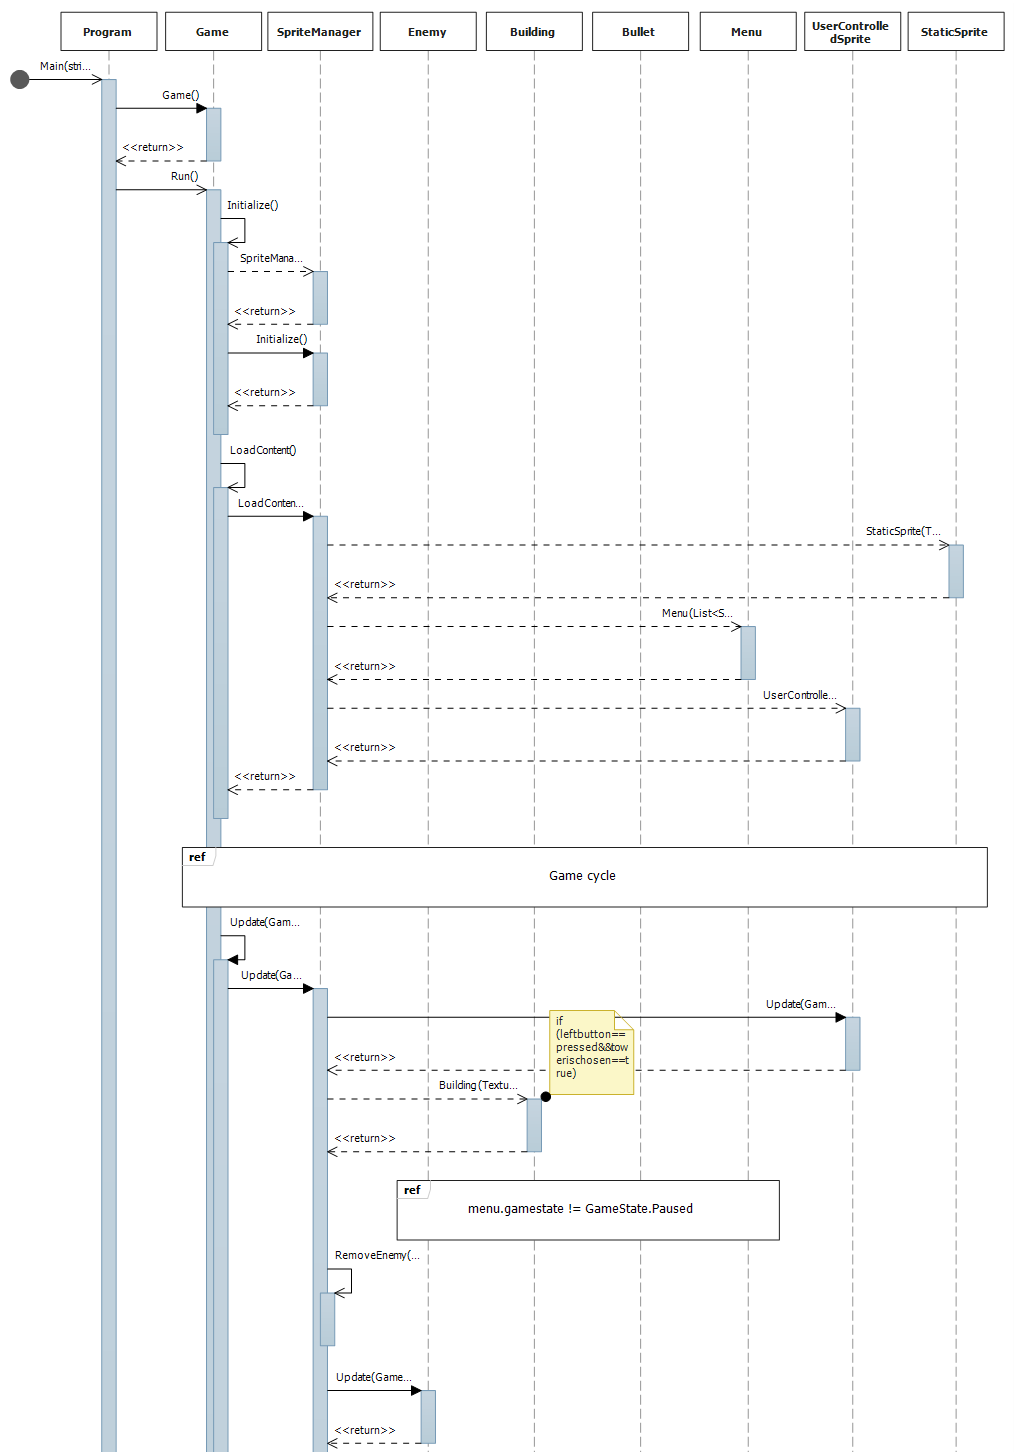 Program
Game
SpriteManager
Enemy
Building
Bullet
Menu
UserControlle
dSprite
StaticSprite
Main(stri...
Game()
<<return>>
Run()
Initialize()
SpriteMana...
<<return>>
Initialize()
<<return>>
LoadContent()
LoadConten...
StaticSprite(T...
<<return>>
Menu(List<S...
<<return>>
UserControlle...
<<return>>
<<return>>
ref
Game cycle
Update(Gam...
Update(Ga...
Update(Gam...
if
(leftbutton==
pressed&&tow
erischosen==t
rue)
<<return>>
Building(Textu...
<<return>>
ref
menu.gamestate != GameState.Paused
RemoveEnemy(...
Update(Game...
<<return>>